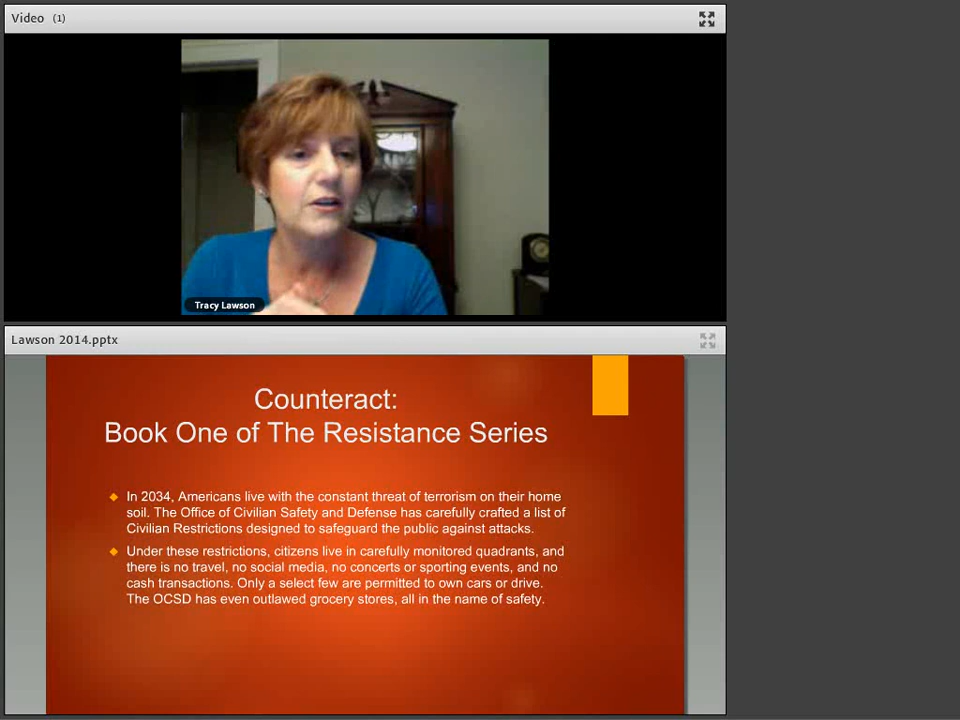 Video (1)
Tracy Lawson
Lawson 2014.pptx
Counteract:
Book One of The Resistance Series
In 2034, Americans live with the constant threat of terrorism on their home
soil. The Office of Civilian Safety and Defense has carefully crafted a list of
Civilian Restrictions designed to safeguard the public against attacks.
Under these restrictions, citizens live in carefully monitored quadrants, and
there is no travel, no social media, no concerts or sporting events, and no
cash transactions. Only a select few are permitted to own cars or drive.
The OCSD has even outlawed grocery stores, all in the name of safety.